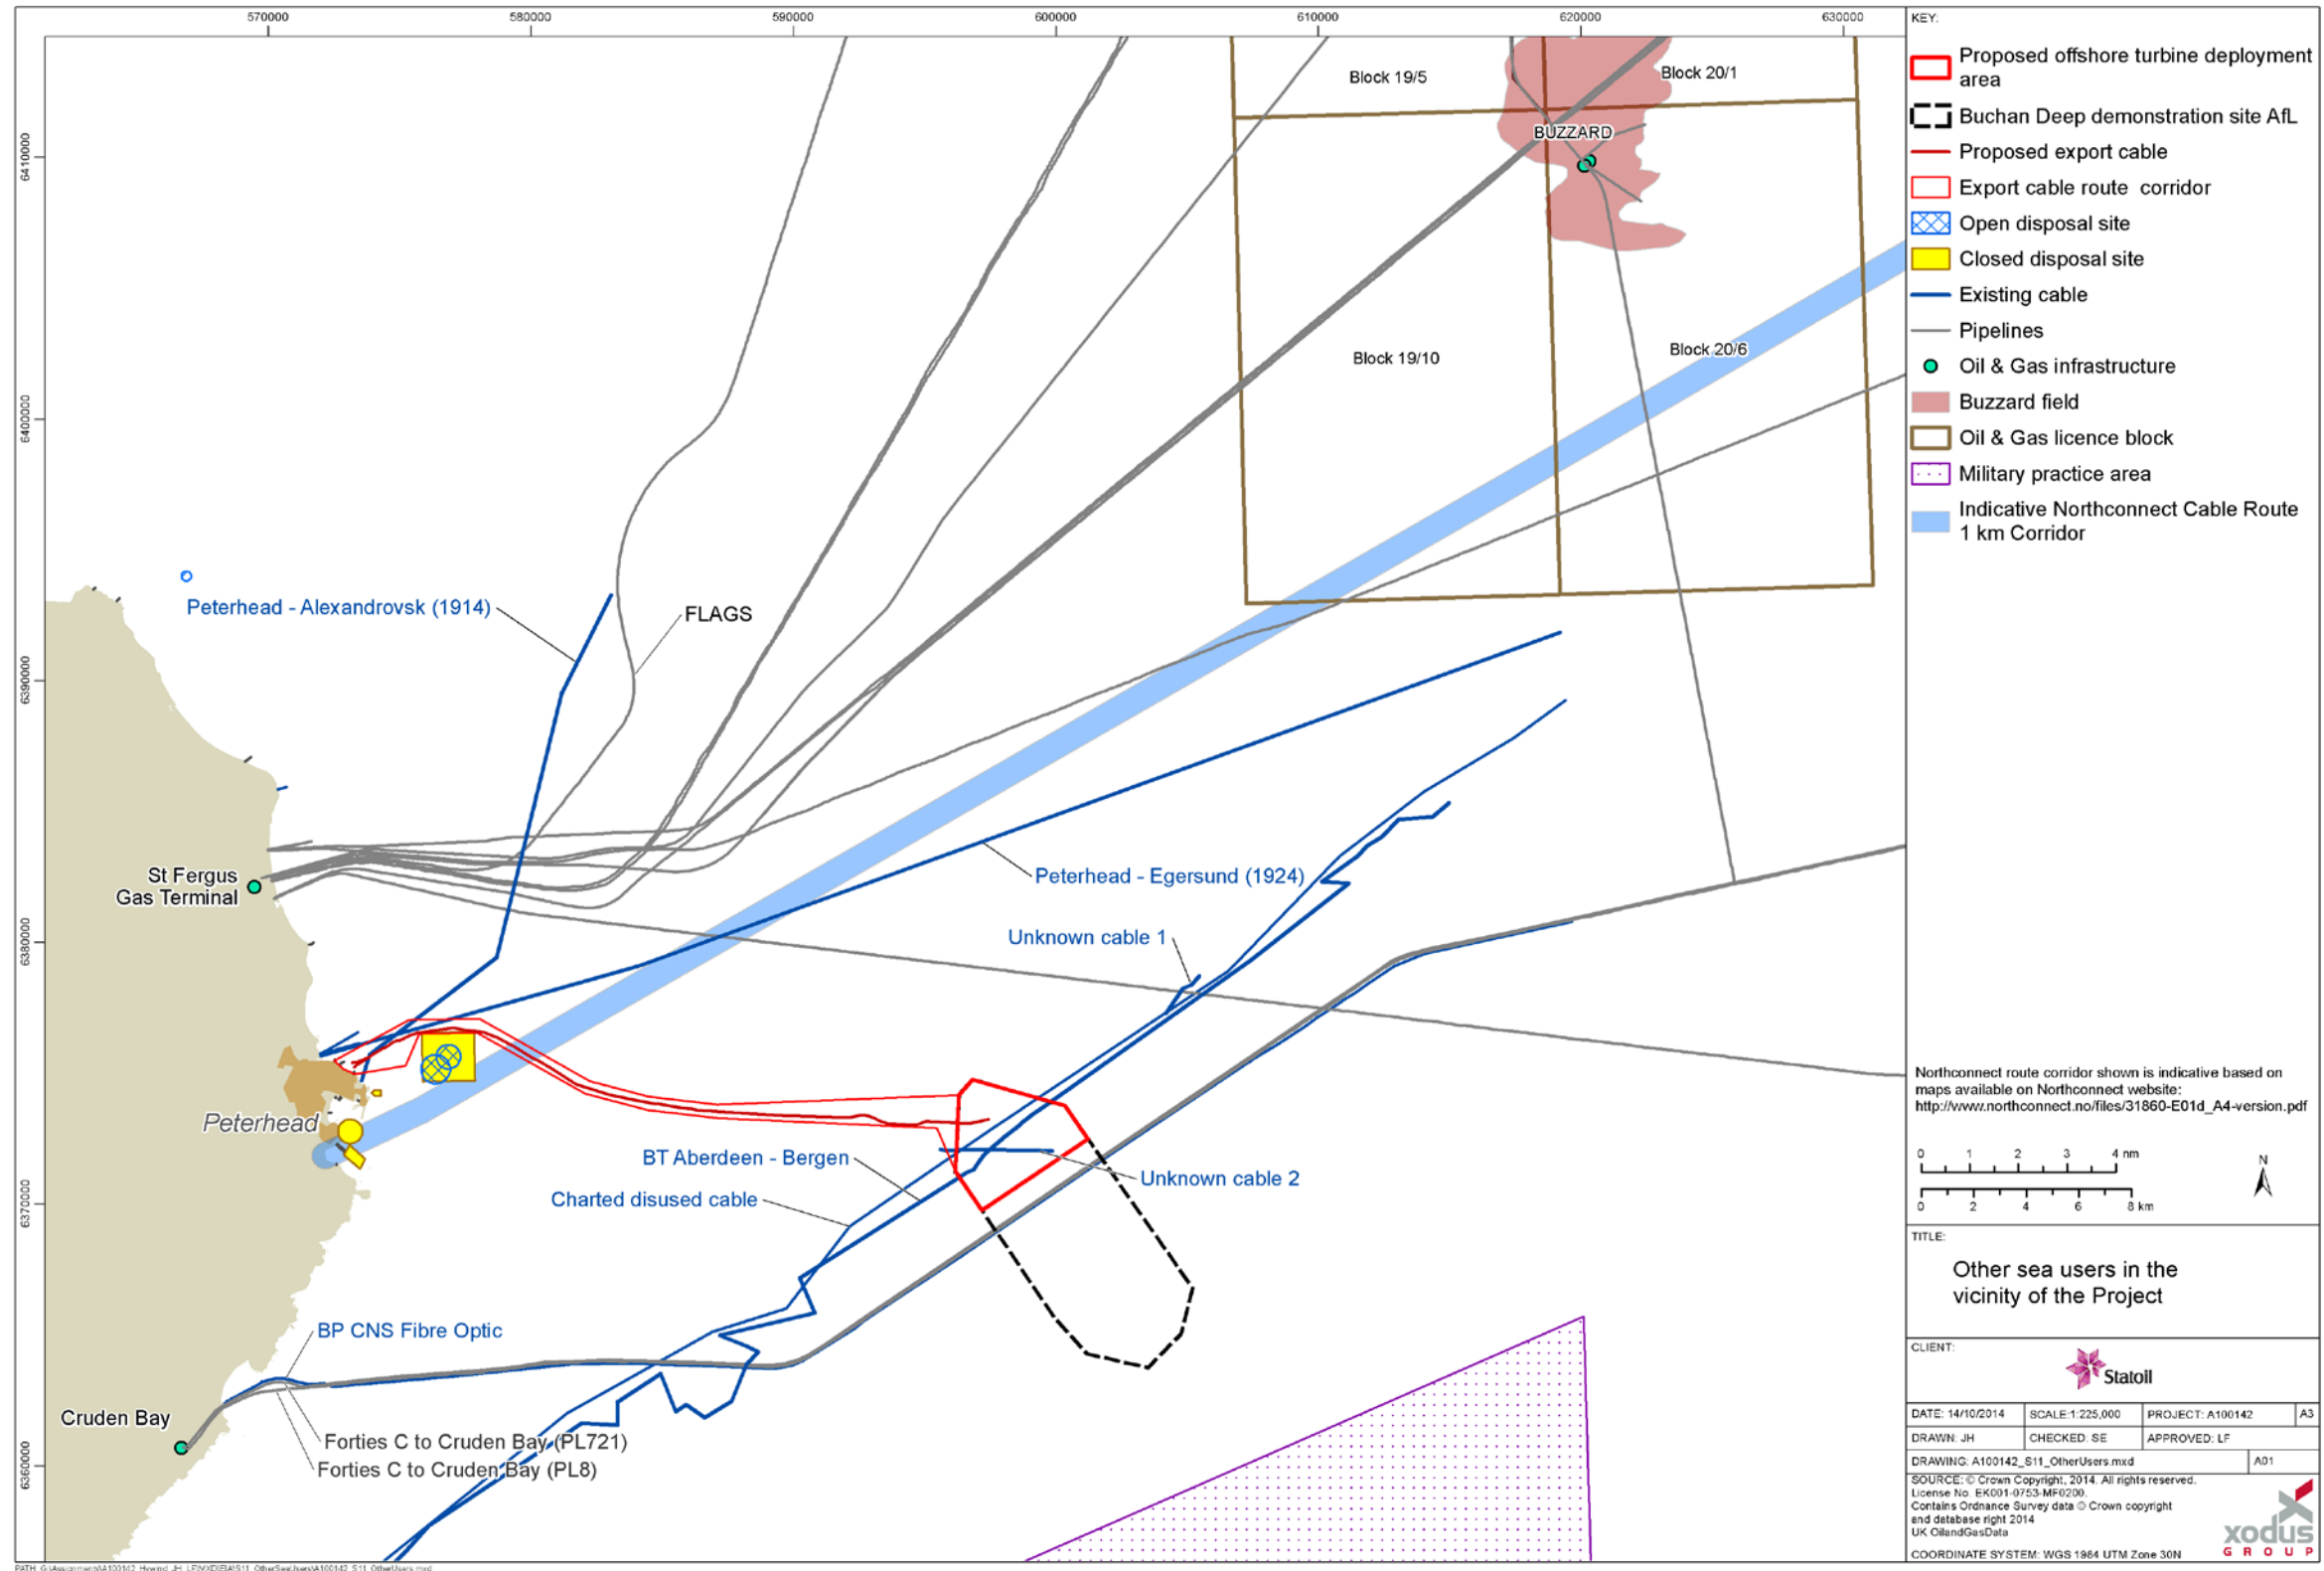 570000
580000
590000
600000
610000
620000
630000
6410000
6400000
6390000
6380000
6370000
6360000
Block 19/5
Block 20/1
BUZZARD
Block 19/10
Block 20/6
Peterhead - Alexandrovsk (1914)
FLAGS
St Fergus
Gas Terminal
Peterhead - Egersund (1924)
Unknown cable 1
Peterhead
BT Aberdeen - Bergen
Unknown cable 2
Charted disused cable
BP CNS Fibre Optic
Cruden Bay
Forties C to Cruden Bay (PL721)
Forties C to Cruden Bay (PL8)
KEY:
Proposed offshore turbine deployment
area
Buchan Deep demonstration site AfL
Proposed export cable
Export cable route corridor
Open disposal site
Closed disposal site
Existing cable
Pipelines
Oil & Gas infrastructure
Buzzard field
Oil & Gas licence block
Military practice area
Indicative Northconnect Cable Route
1 km Corridor
Northconnect route corridor shown is indicative based on
maps available on Northconnect website:
http://www.northconnect.no/files/31860-E01d_A4-version.pdf
0 1 2 3 4 nm
0 2 4 6 8 km
N
TITLE:
Other sea users in the
vicinity of the Project
CLIENT:
Statoil
DATE: 14/10/2014 SCALE:1:225,000 PROJECT: A100142 A3
DRAWN: JH CHECKED: SE APPROVED: LF
DRAWING: A100142_S11_OtherUsers.mxd A01
SOURCE: © Crown Copyright, 2014. All rights reserved.
License No. EK001-0753-MF0200.
Contains Ordnance Survey data © Crown copyright
and database right 2014
UK OilandGasData
COORDINATE SYSTEM: WGS 1984 UTM Zone 30N
xodus
GROUP